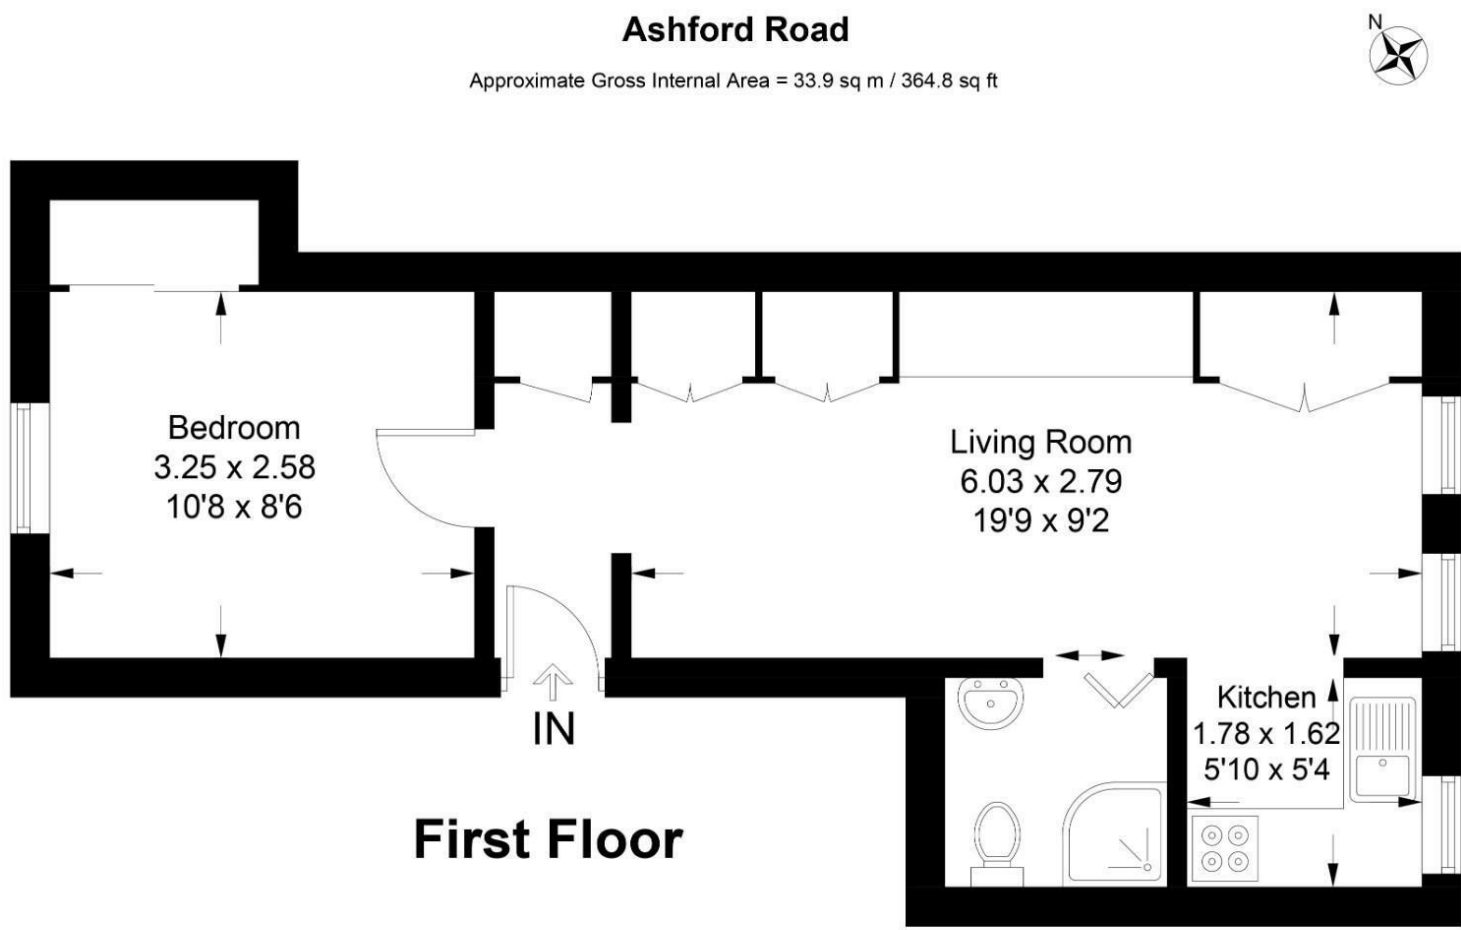 Ashford Road
N
Approximate Gross Internal Area = 33.9 sq m / 364.8 sq ft
Bedroom
3.25 x 2.58
10'8 x 8'6
Living Room
6.03 x 2.79
19'9 x 9'2
Kitchen
1.78 x 1.62
5'10 x 5'4
IN
First Floor